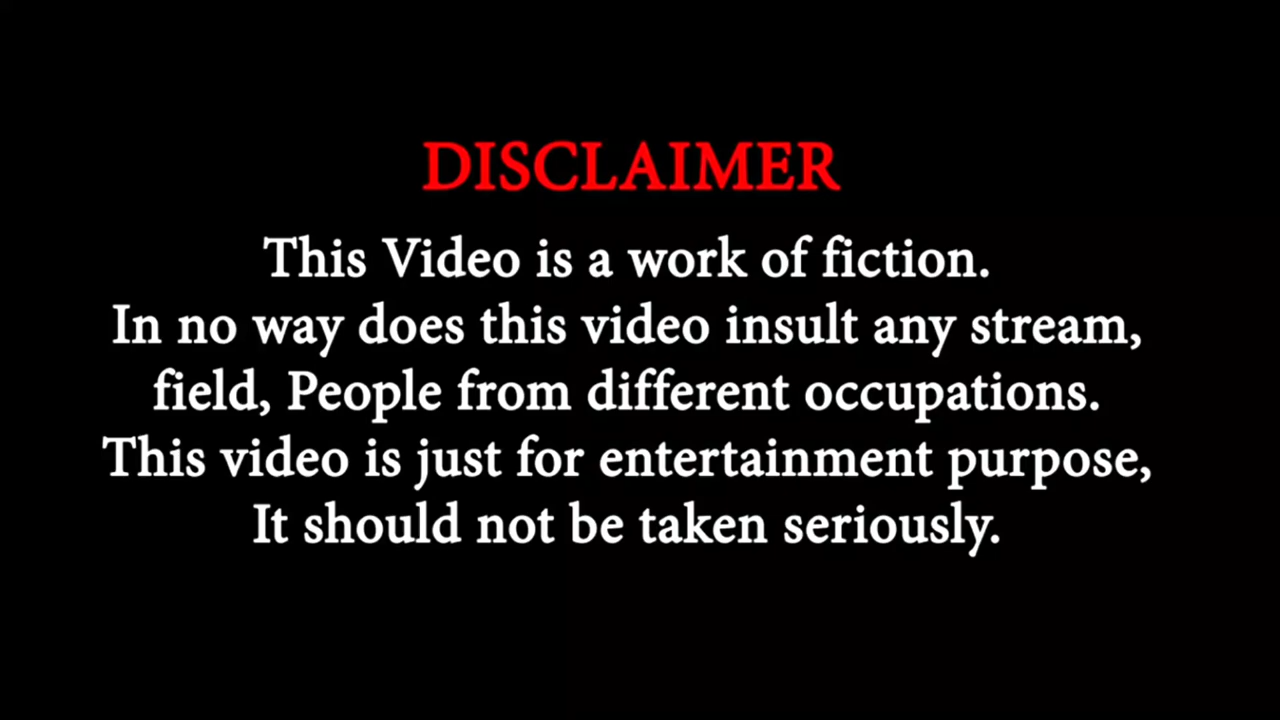 DISCLAIMER
This Video is a work of fiction.
In no way does this video insult any stream,
field, People from different occupations.
This video is just for entertainment purpose,
It should not be taken seriously.